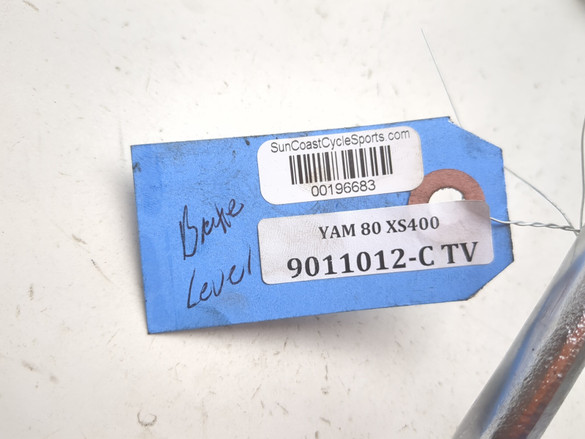 SunCoastCycleSports.com
00196683
YAM 80 XS400
9011012-C TV
Brake
Level